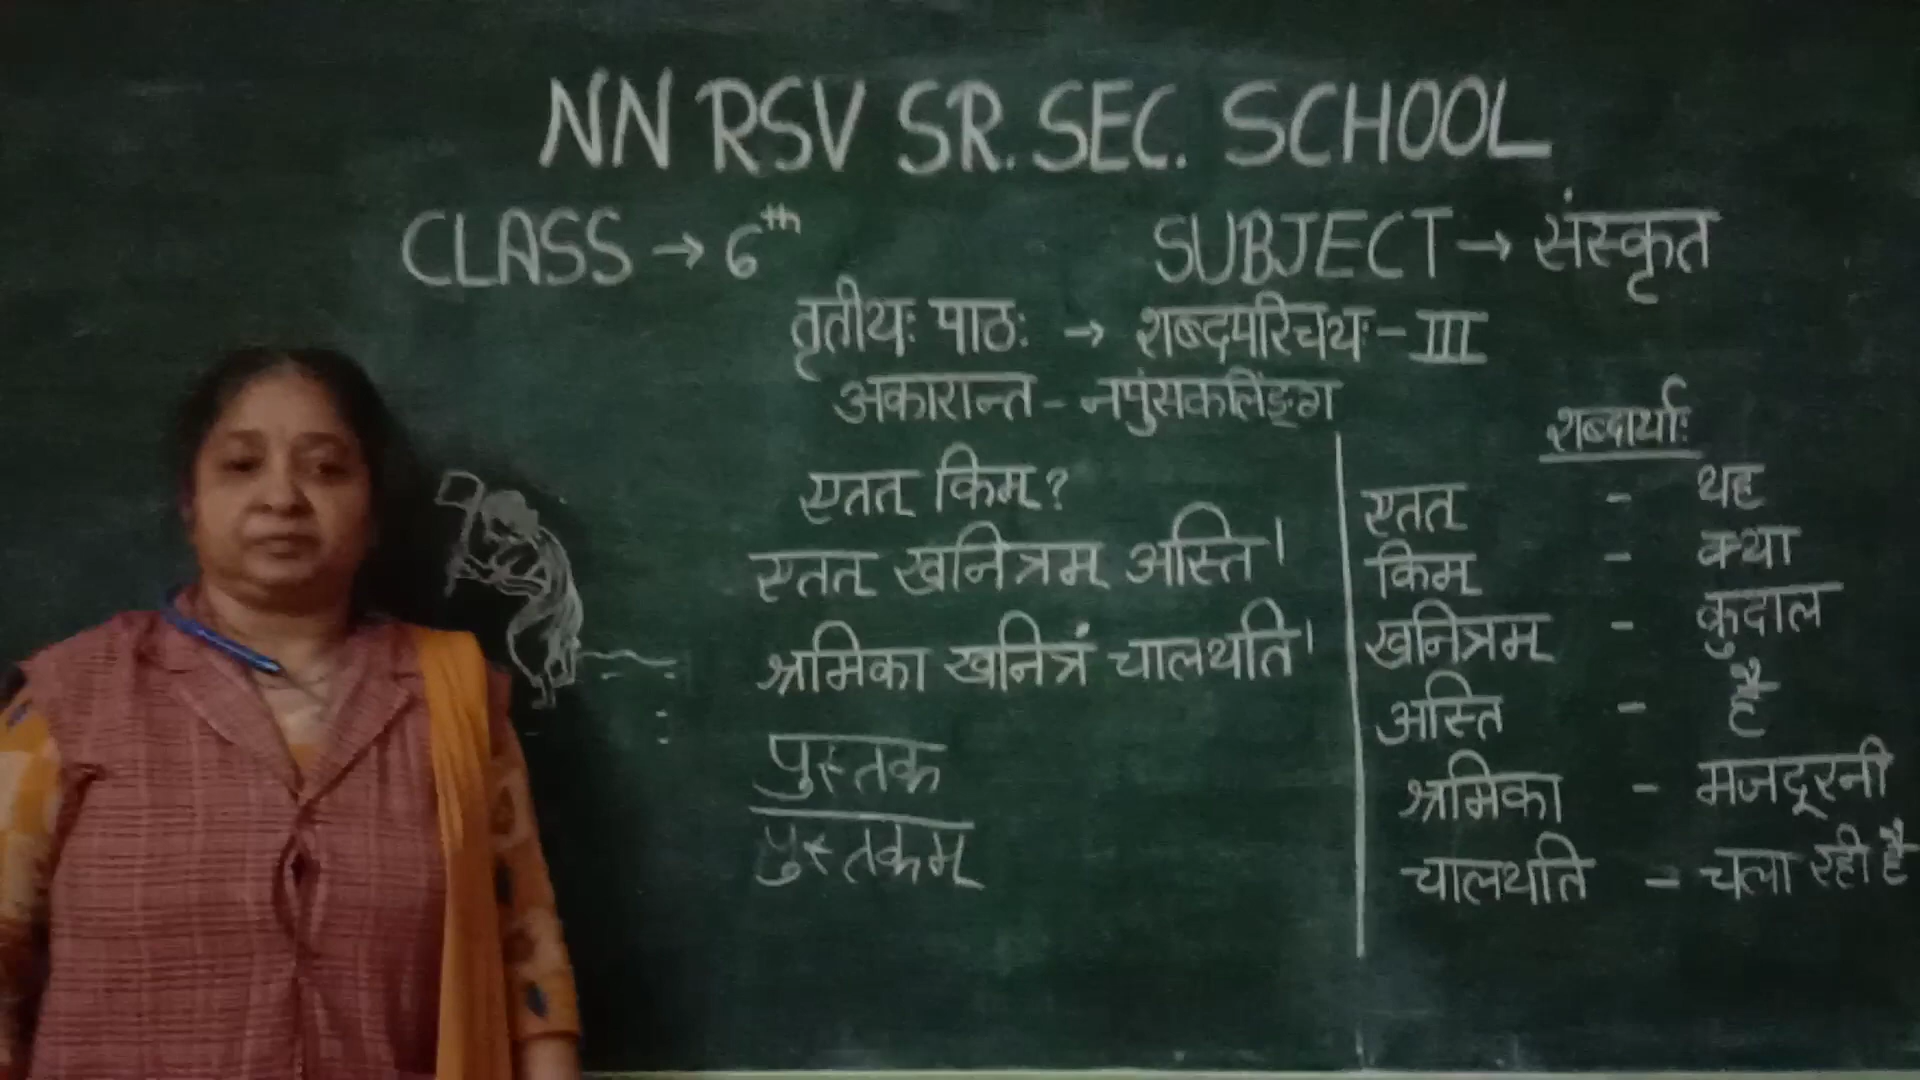 NN RSV SR. SEC. SCHOOL
CLASS → 6th
SUBJECT → संस्कृत
तृतीयः पाठः → शब्दपरिचयः - III
अकारान्त - नपुंसकलिंङ्ग
एतत् किम् ?
एतत् खनित्रम् अस्ति ।
श्रमिका खनित्रं चालयति ।
पुस्तक
पुस्तकम्
शब्दार्थाः
एतत् - यह
किम् - क्या
खनित्रम् - कुदाल
अस्ति - है
श्रमिका - मजदूरनी
चालयति - चला रही है